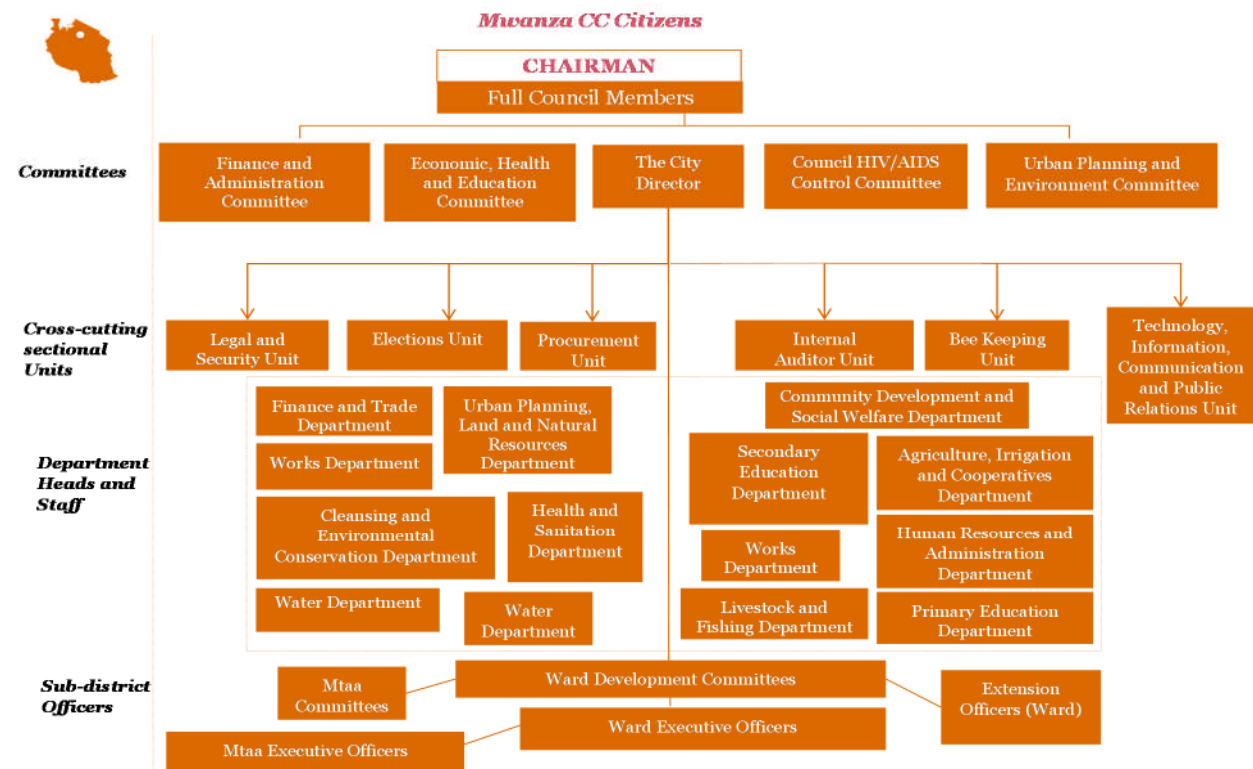 Mwanza CC Citizens
CHAIRMAN
Full Council Members
Committees
Finance and
Administration
Committee
Economic, Health
and Education
Committee
The City
Director
Council HIV/AIDS
Control Committee
Urban Planning and
Environment Committee
Cross-cutting
sectional
Units
Legal and
Security Unit
Elections Unit
Procurement
Unit
Internal
Auditor Unit
Bee Keeping
Unit
Technology,
Information,
Communication
and Public
Relations Unit
Department
Heads and
Staff
Finance and Trade
Department
Urban Planning,
Land and Natural
Resources
Department
Works Department
Cleansing and
Environmental
Conservation Department
Health and
Sanitation
Department
Water Department
Water
Department
Community Development and
Social Welfare Department
Secondary
Education
Department
Agriculture, Irrigation
and Cooperatives
Department
Works
Department
Human Resources and
Administration
Department
Livestock and
Fishing Department
Primary Education
Department
Sub-district
Officers
Mtaa
Committees
Ward Development Committees
Extension
Officers (Ward)
Ward Executive Officers
Mtaa Executive Officers